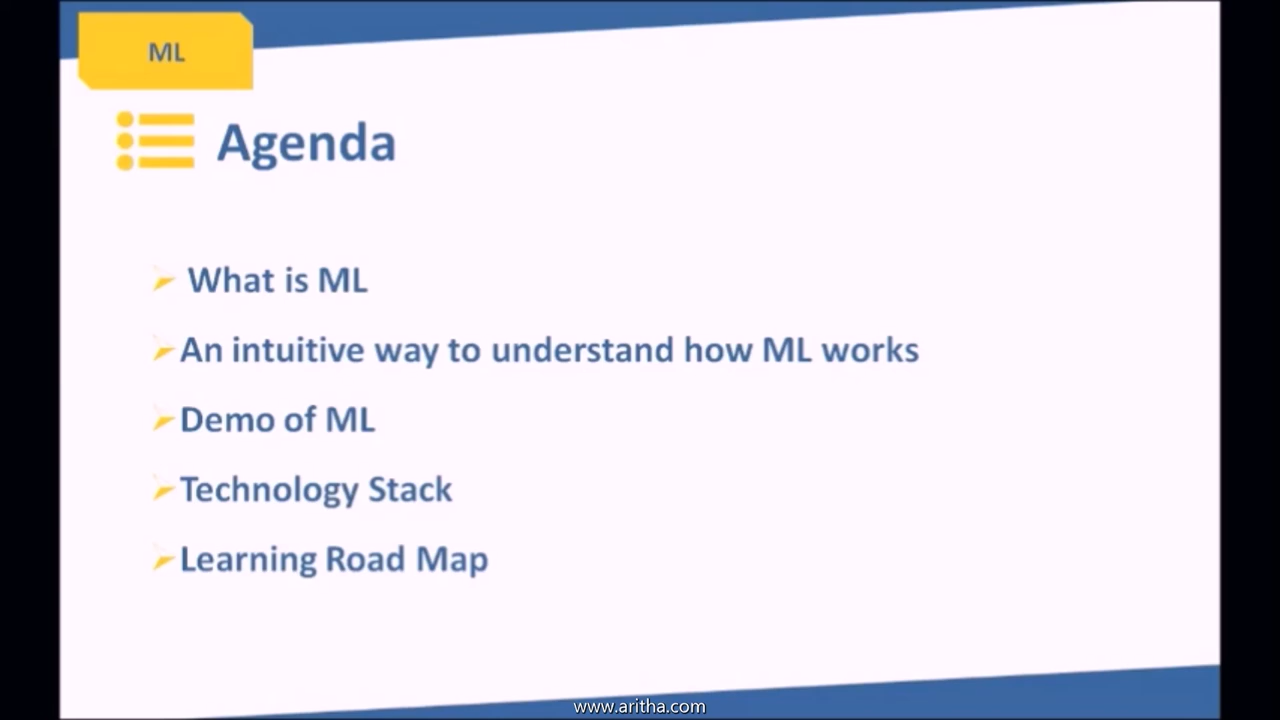 ML
Agenda
What is ML
An intuitive way to understand how ML works
Demo of ML
Technology Stack
Learning Road Map
www.aritha.com